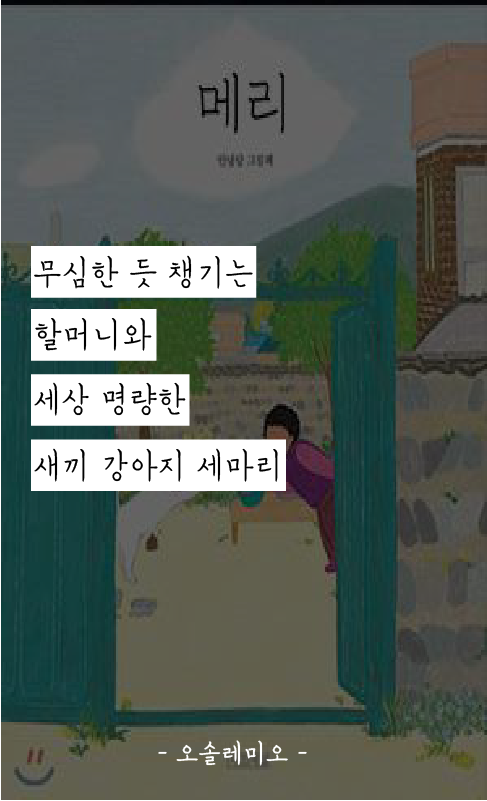 메리
안녕달 그림책
무심한 듯 챙기는
할머니와
세상 명량한
새끼 강아지 세마리
- 오솔레미오 -